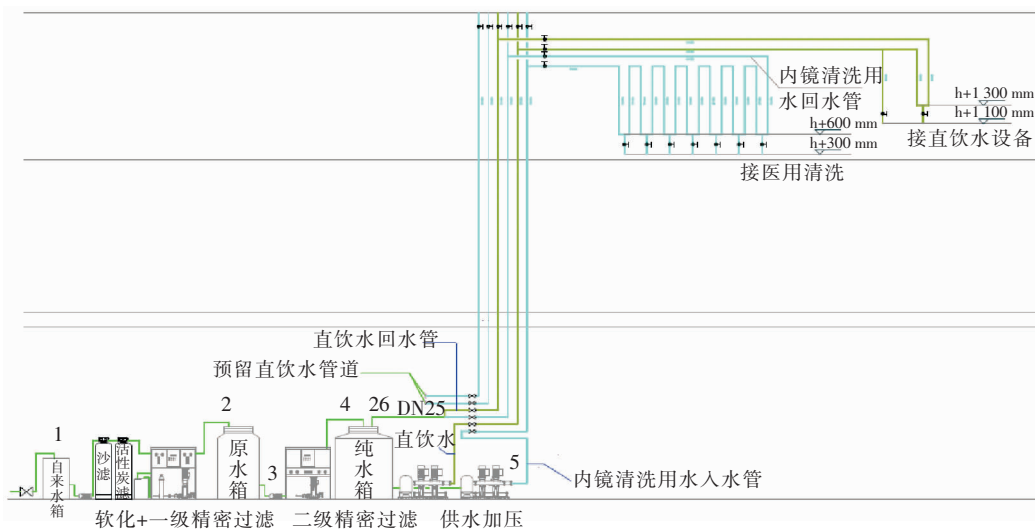 内镜清洗用
水回水管
h+1 300 mm
h+1 100 mm
h+600 mm
h+300 mm
接直饮水设备
接医用清洗
直饮水回水管
预留直饮水管道
1
2
4
26
DN25
直饮水
5
3
自来水箱
沙滤
活性炭滤
原水箱
纯水箱
内镜清洗用水入水管
软化+一级精密过滤
二级精密过滤
供水加压